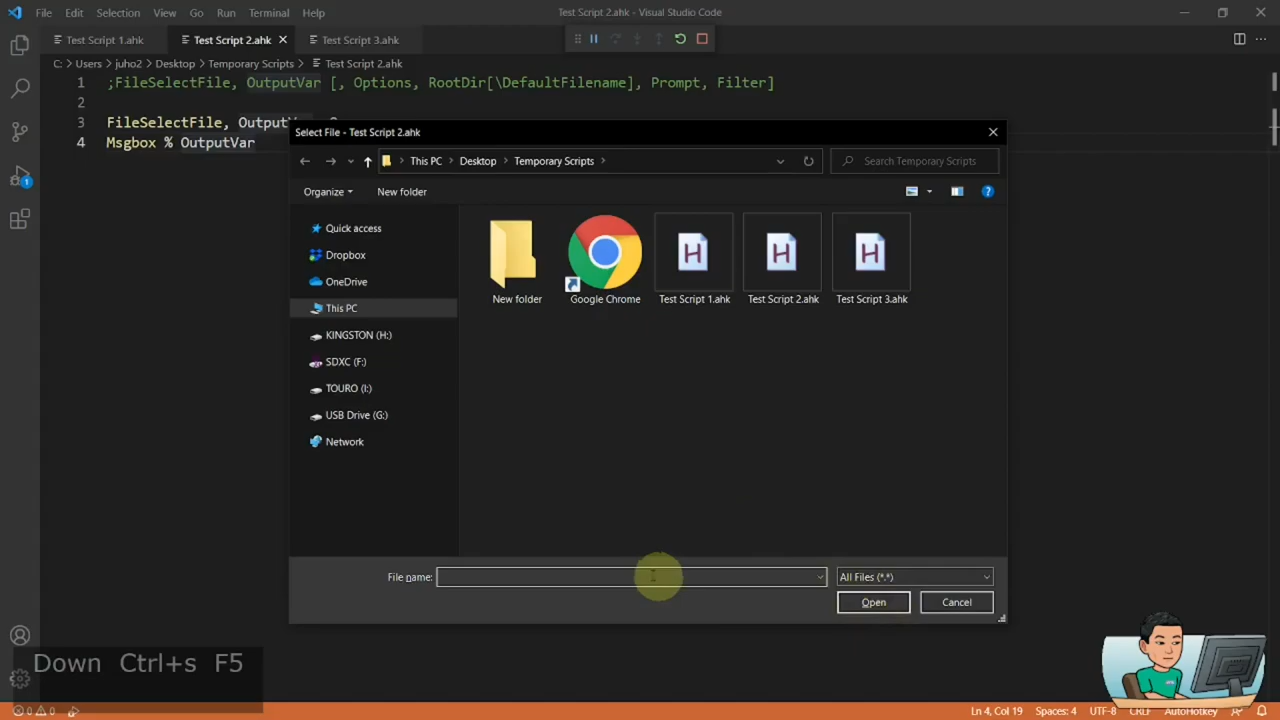 File Edit Selection View Go Run Terminal Help
Test Script 2.ahk - Visual Studio Code
Test Script 1.ahk
Test Script 2.ahk
Test Script 3.ahk
C: > Users > juho2 > Desktop > Temporary Scripts > Test Script 2.ahk
1 ;FileSelectFile, OutputVar [, Options, RootDir[\DefaultFilename], Prompt, Filter]
2
3 FileSelectFile,
4 Msgbox % OutputVar
Select File - Test Script 2.ahk
This PC > Desktop > Temporary Scripts >
Search Temporary Scripts
Organize New folder
Quick access
Dropbox
OneDrive
This PC
KINGSTON (H:)
SDXC (F:)
TOURO (I:)
USB Drive (G:)
Network
New folder
Google Chrome
H
Test Script 1.ahk
H
Test Script 2.ahk
H
Test Script 3.ahk
File name:
All Files (*.*)
Open Cancel
1
Down Ctrl+s F5
0 0
Ln 4, Col 19 Spaces: 4 UTF-8 CRLF AutoHotkey